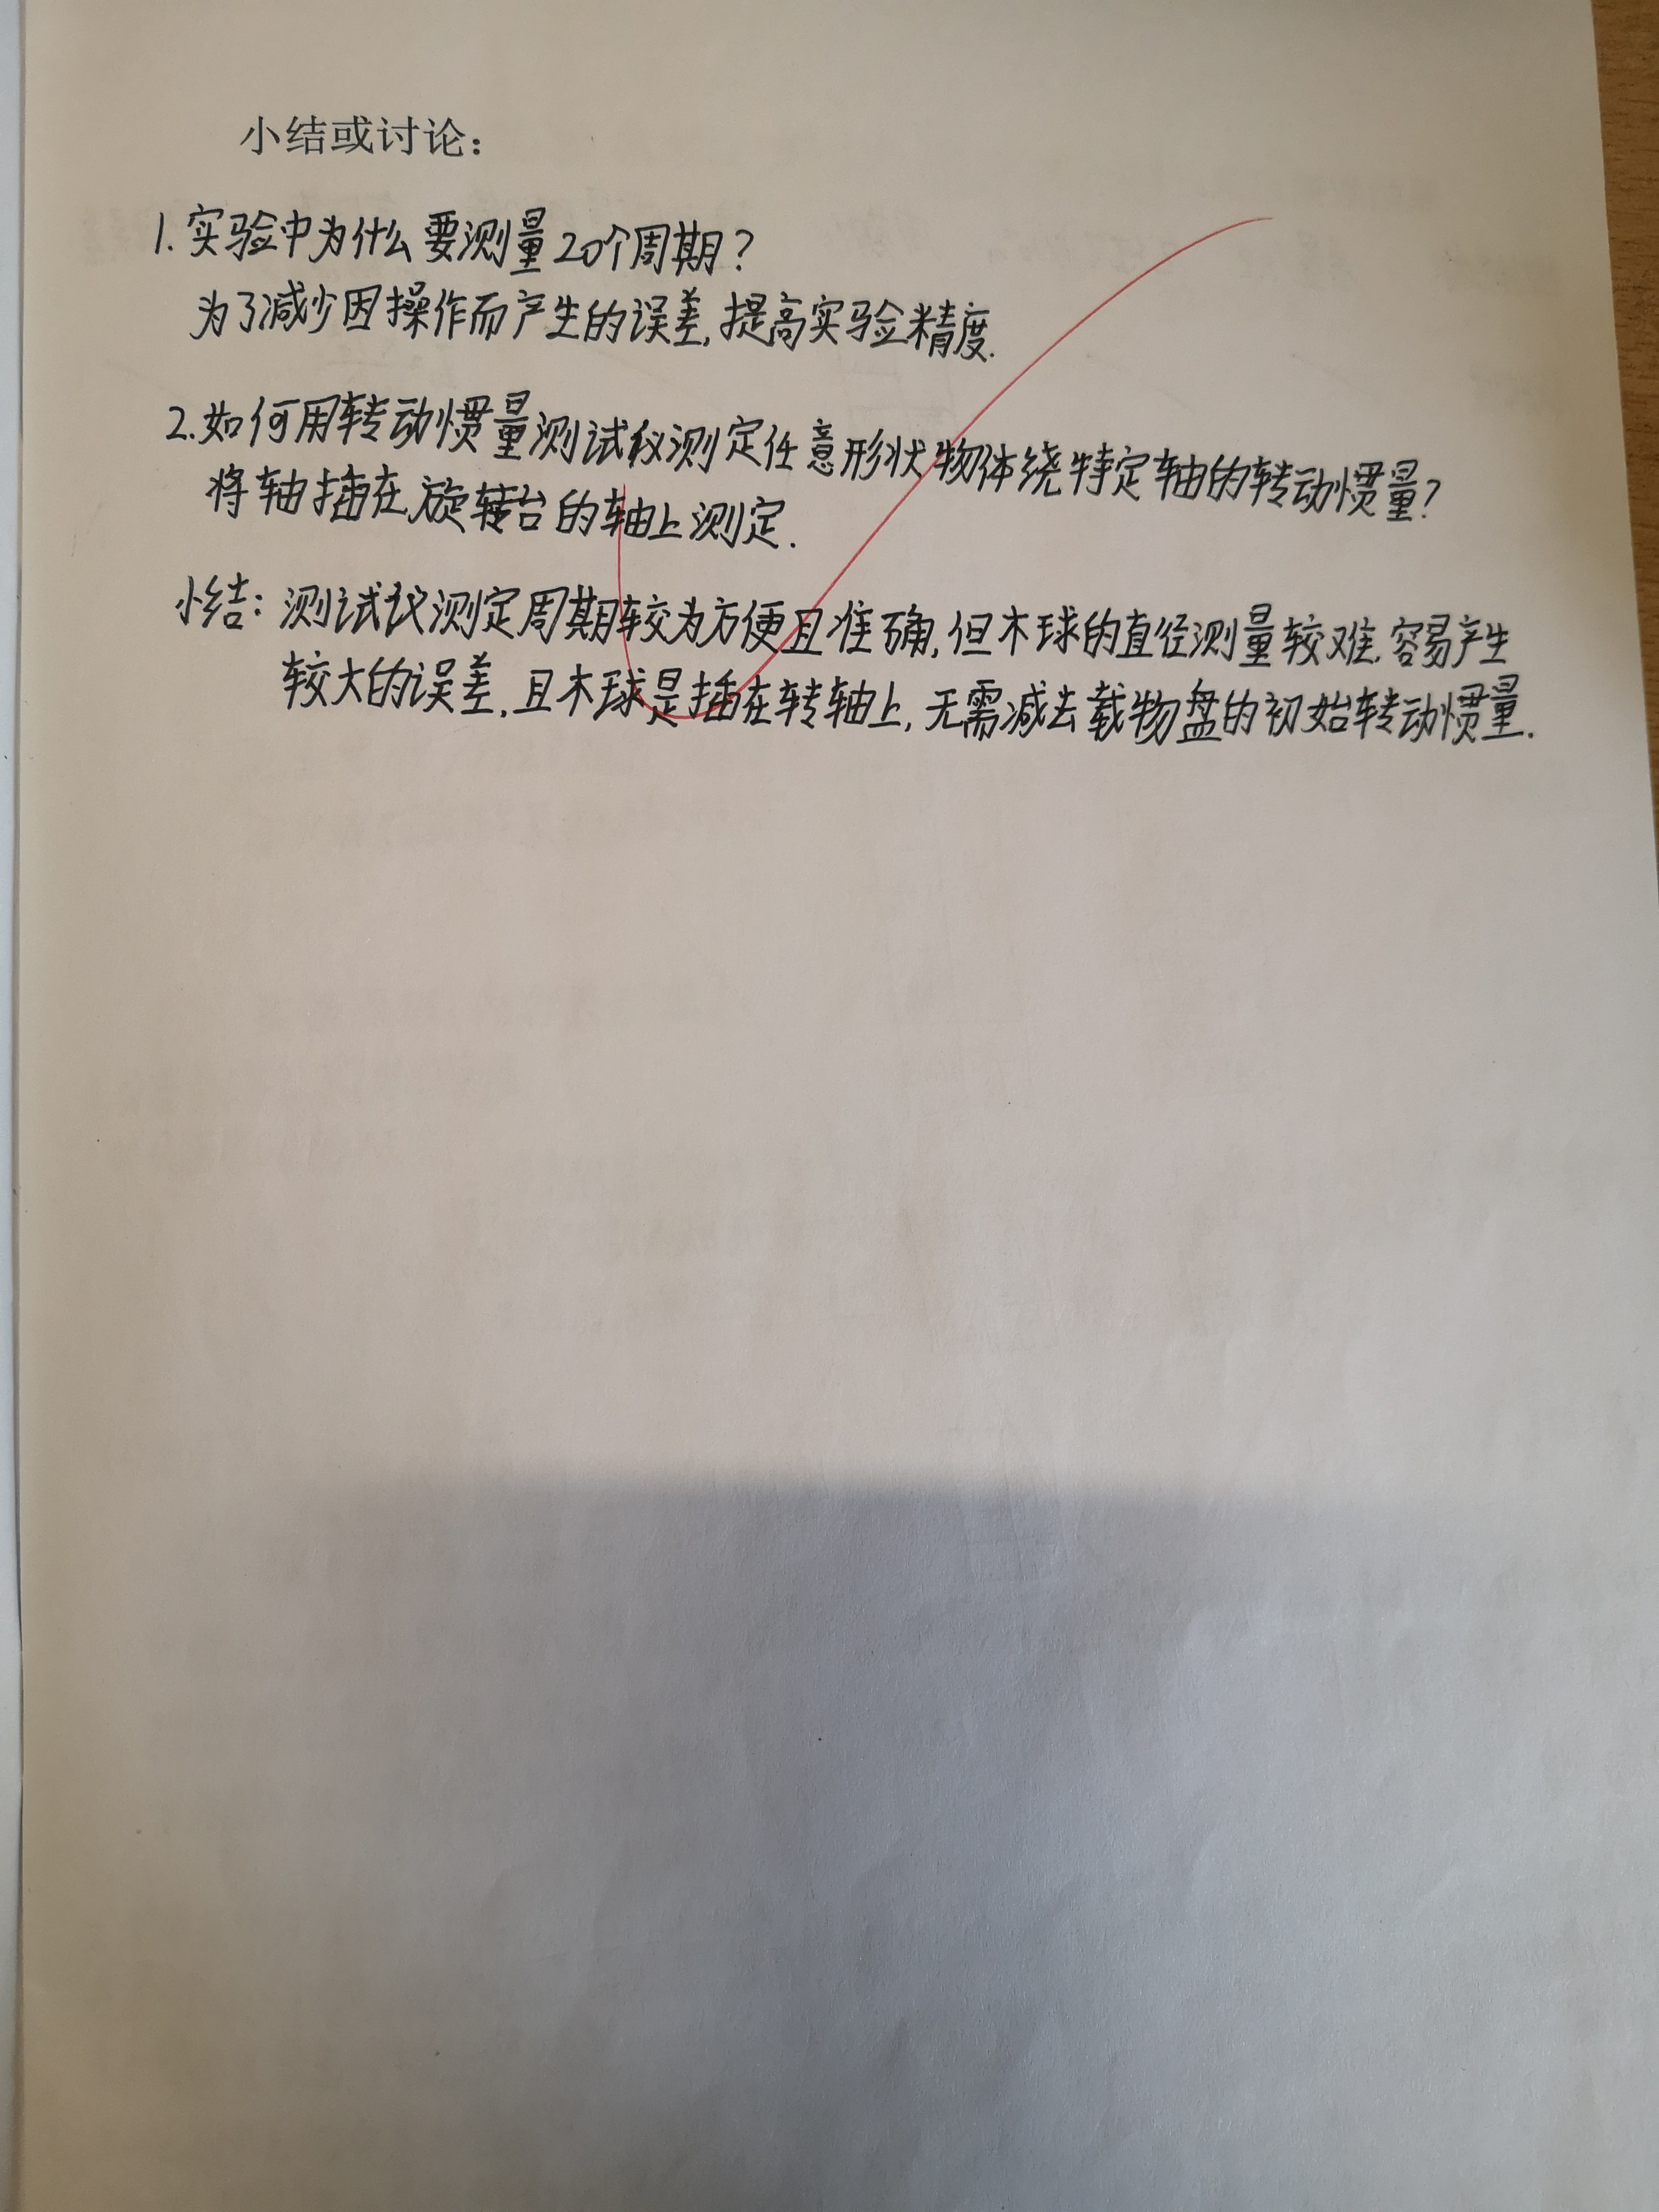 小结或讨论：
1. 实验中为什么要测量20个周期？
为了减少因操作而产生的误差,提高实验精度.
2.如何用转动惯量测试仪测定任意形状物体绕特定轴的转动惯量?
将轴插在旋转台的轴上测定.
小结：测试仪测定周期较为方便且准确,但木球的直径测量较难.容易产生
较大的误差.且木球是插在转轴上,无需减去载物盘的初始转动惯量.